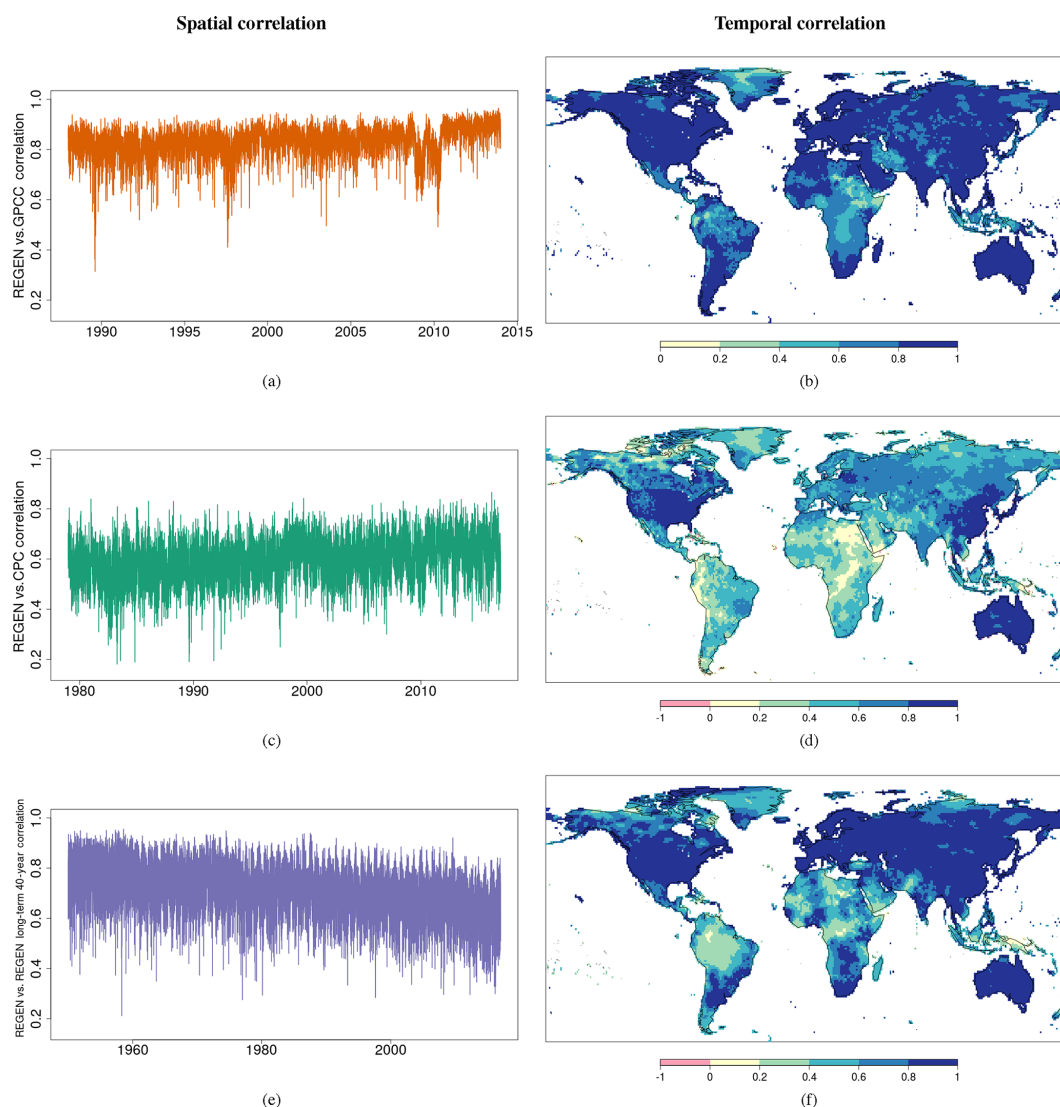 Spatial correlation
Temporal correlation
REGEN vs.GPCC correlation
0.2 0.4 0.6 0.8 1.0
1990 1995 2000 2005 2010 2015
(a)
0 0.2 0.4 0.6 0.8 1
(b)
REGEN vs.CPC correlation
0.2 0.4 0.6 0.8 1.0
1980 1990 2000 2010
(c)
-1 0 0.2 0.4 0.6 0.8 1
(d)
REGEN vs. REGEN long-term 40-year correlation
0.2 0.4 0.6 0.8 1.0
1960 1980 2000
(e)
-1 0 0.2 0.4 0.6 0.8 1
(f)